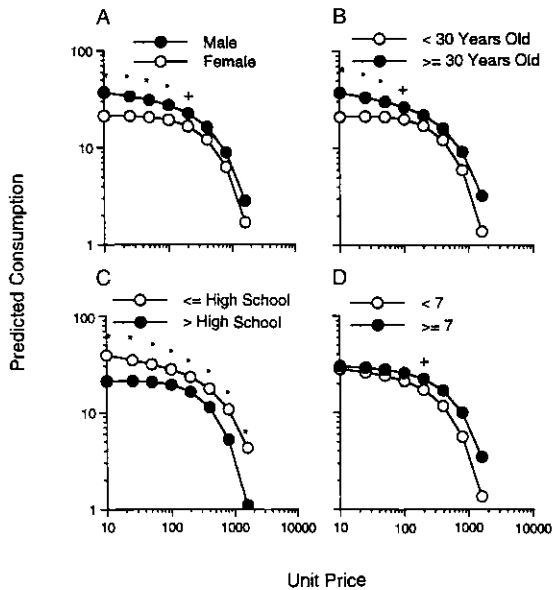 A
Male
Female
100
10
1
B
< 30 Years Old
>= 30 Years Old
Predicted Consumption
C
<= High School
> High School
100
10
1
10
100
1000
10000
D
< 7
>= 7
10
100
1000
10000
Unit Price